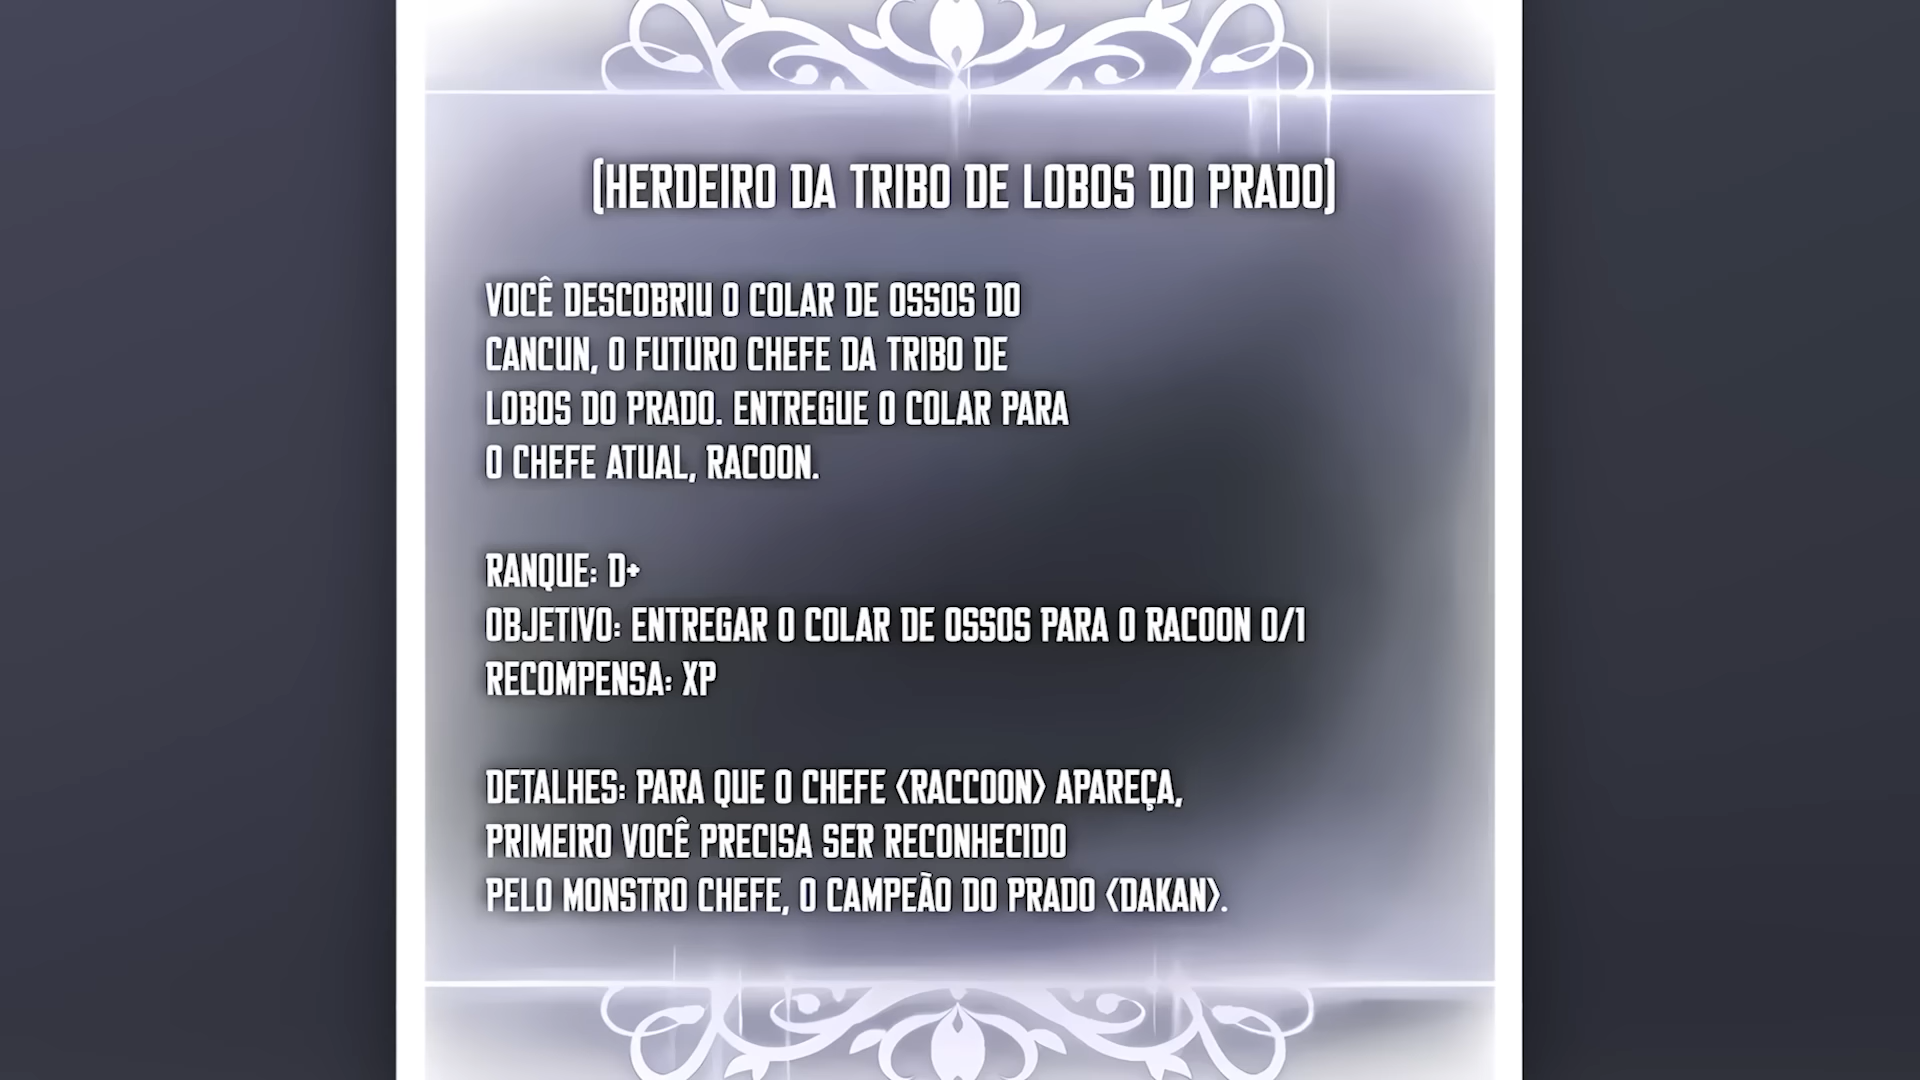 [HERDEIRO DA TRIBO DE LOBOS DO PRADO]
VOCÊ DESCOBRIU O COLAR DE OSSOS DO
CANCUN, O FUTURO CHEFE DA TRIBO DE
LOBOS DO PRADO. ENTREGUE O COLAR PARA
O CHEFE ATUAL, RACOON.
RANQUE: D+
OBJETIVO: ENTREGAR O COLAR DE OSSOS PARA O RACOON 0/1
RECOMPENSA: XP
DETALHES: PARA QUE O CHEFE <RACCOON> APAREÇA,
PRIMEIRO VOCÊ PRECISA SER RECONHECIDO
PELO MONSTRO CHEFE, O CAMPEÃO DO PRADO <DAKAN>.